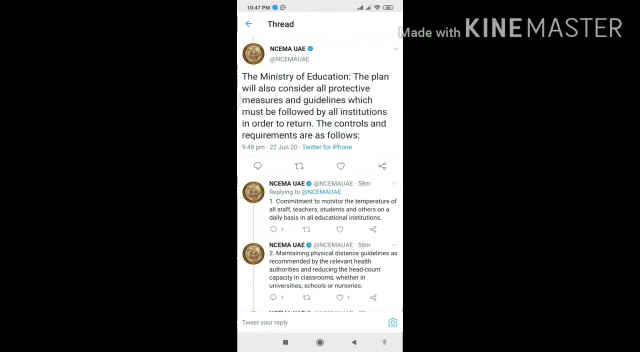 10:47 PM
Thread
Made with KINEMASTER
NCEMA UAE
@NCEMAUAE
The Ministry of Education: The plan
will also consider all protective
measures and guidelines which
must be followed by all institutions
in order to return. The controls and
requirements are as follows:
9:48 pm · 22 Jun 20 · Twitter for iPhone
NCEMA UAE @NCEMAUAE · 58m
Replying to @NCEMAUAE
1. Commitment to monitor the temperature of
all staff, teachers, students and others on a
daily basis in all educational institutions.
1
NCEMA UAE @NCEMAUAE · 58m
2. Maintaining physical distance guidelines as
recommended by the relevant health
authorities and reducing the head-count
capacity in classrooms, whether in
universities, schools or nurseries.
1 1
Tweet your reply